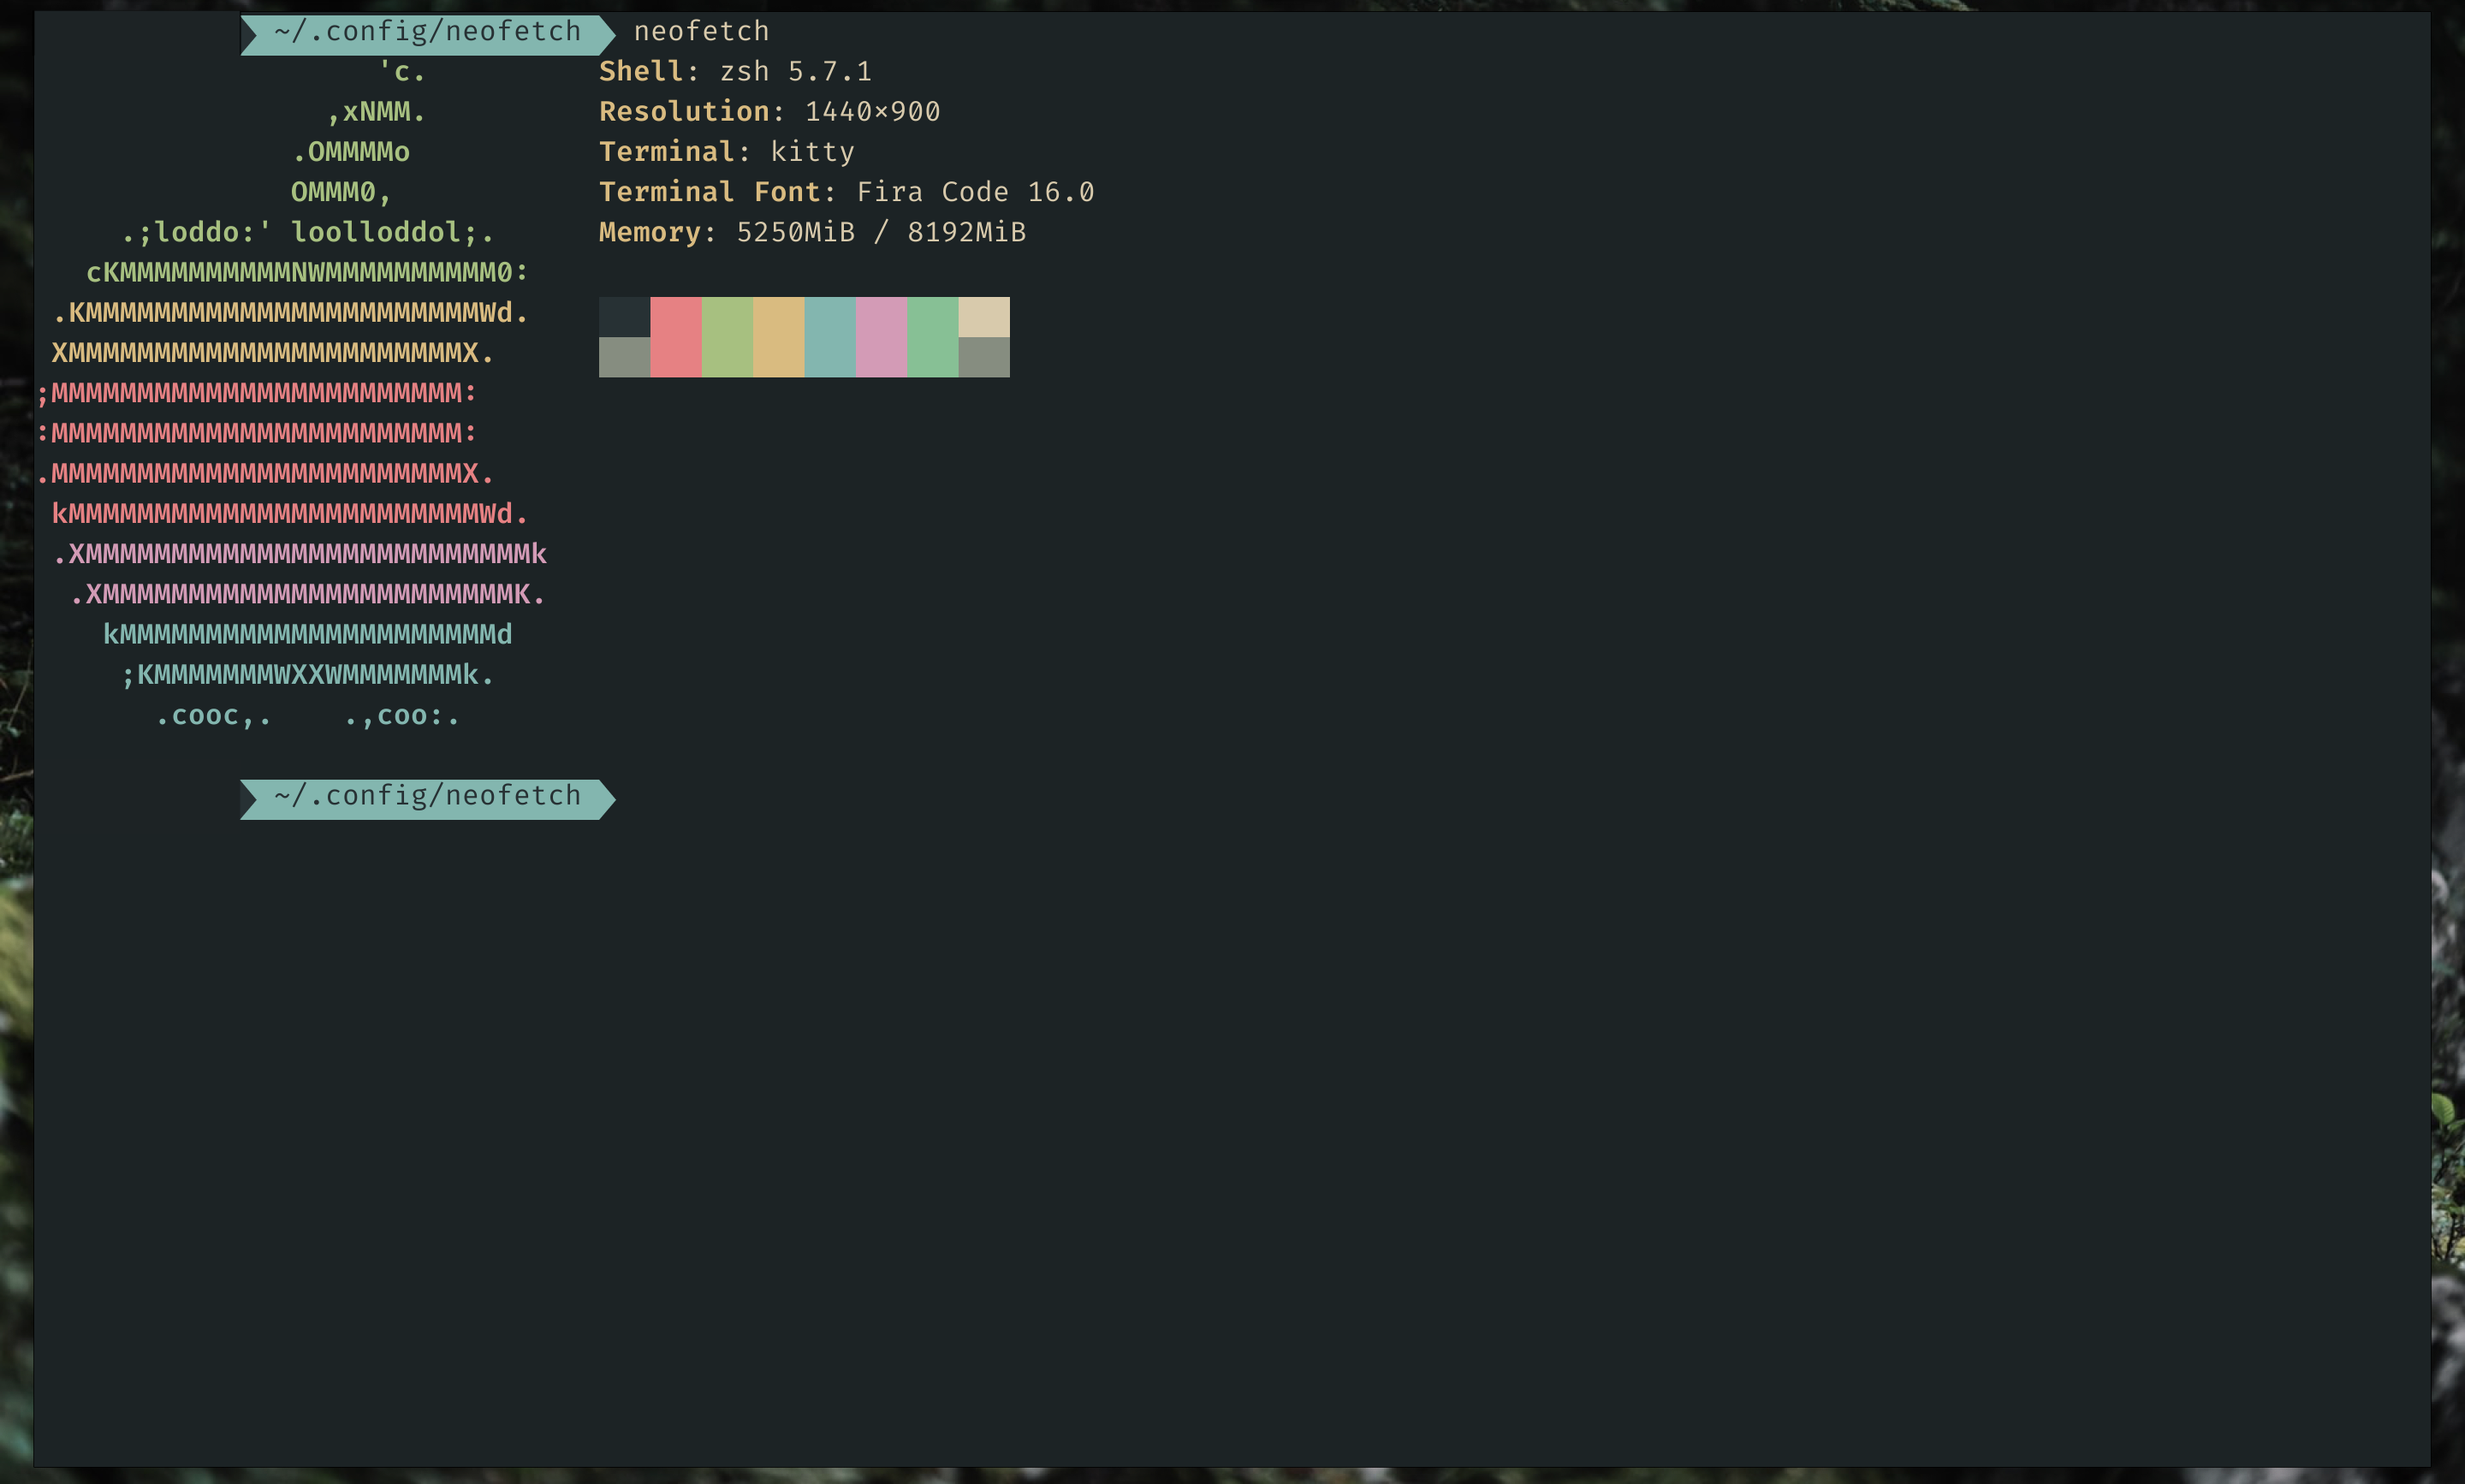 ~/.config/neofetch neofetch
'c. Shell: zsh 5.7.1
,xNMM. Resolution: 1440×900
.OMMMMo Terminal: kitty
OMMM0, Terminal Font: Fira Code 16.0
.;loddo:' loolloddol;. Memory: 5250MiB / 8192MiB
cKMMMMMMMMMMNWMMMMMMMMMM0:
.KMMMMMMMMMMMMMMMMMMMMMMMWd.
XMMMMMMMMMMMMMMMMMMMMMMMX.
;MMMMMMMMMMMMMMMMMMMMMMMM:
:MMMMMMMMMMMMMMMMMMMMMMMM:
.MMMMMMMMMMMMMMMMMMMMMMMMX.
kMMMMMMMMMMMMMMMMMMMMMMMMWd.
.XMMMMMMMMMMMMMMMMMMMMMMMMMMk
.XMMMMMMMMMMMMMMMMMMMMMMMMK.
kMMMMMMMMMMMMMMMMMMMMMMd
;KMMMMMMMWXXWMMMMMMMk.
.cooc,. .,coo:.
~/.config/neofetch